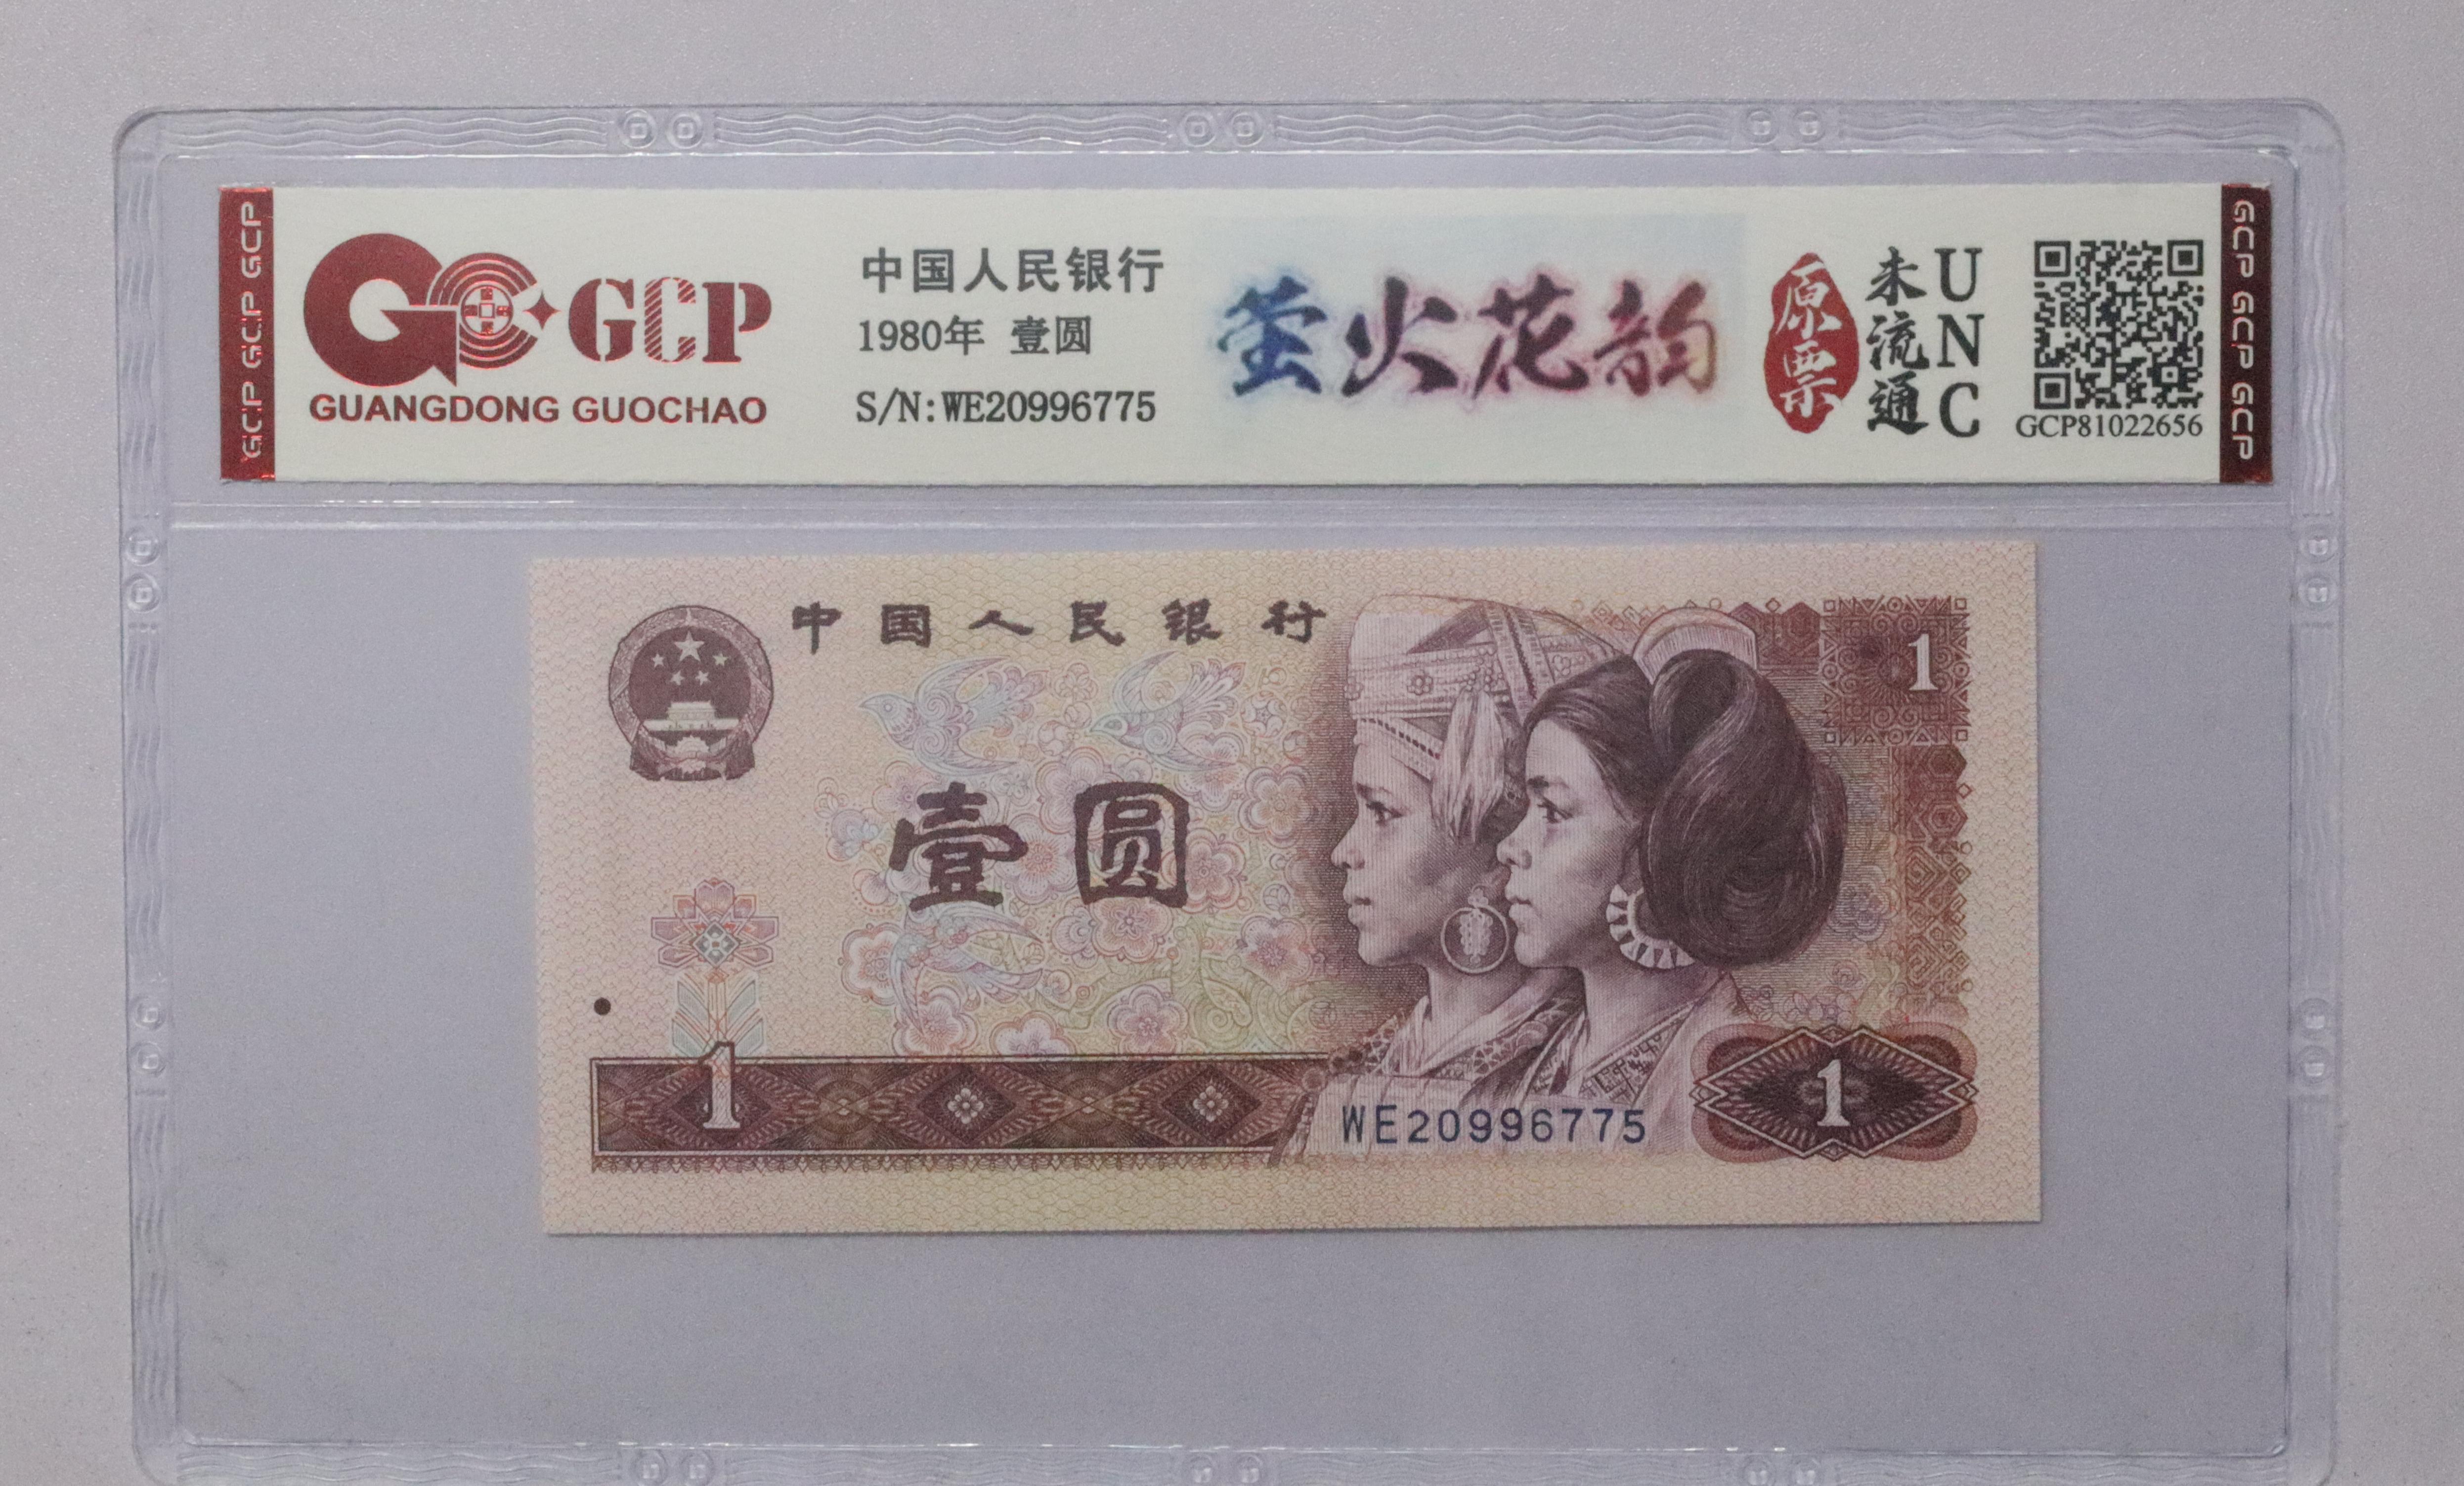 GCP GCP GCP
GCP
GUANGDONG GUOCHAO
中国人民银行
1980年 壹圆
S/N:WE20996775
萤火花韵
原票
未流通
UNC
GCP81022656
GCP GCP GCP
中国人民银行
1
壹圆
1
WE20996775
1